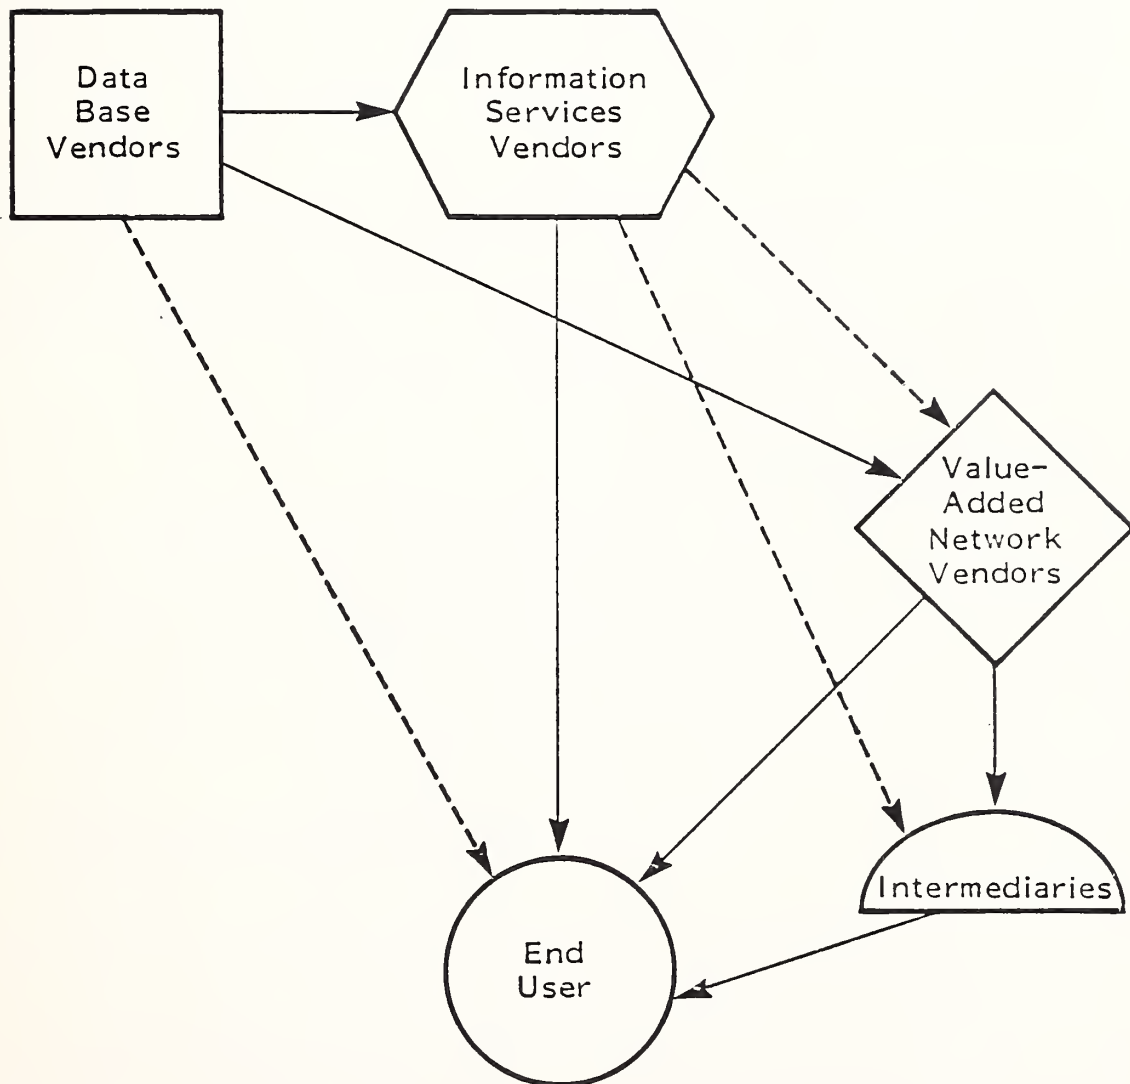 Data
Base
Vendors
Information
Services
Vendors
Value-
Added
Network
Vendors
Intermediaries
End
User